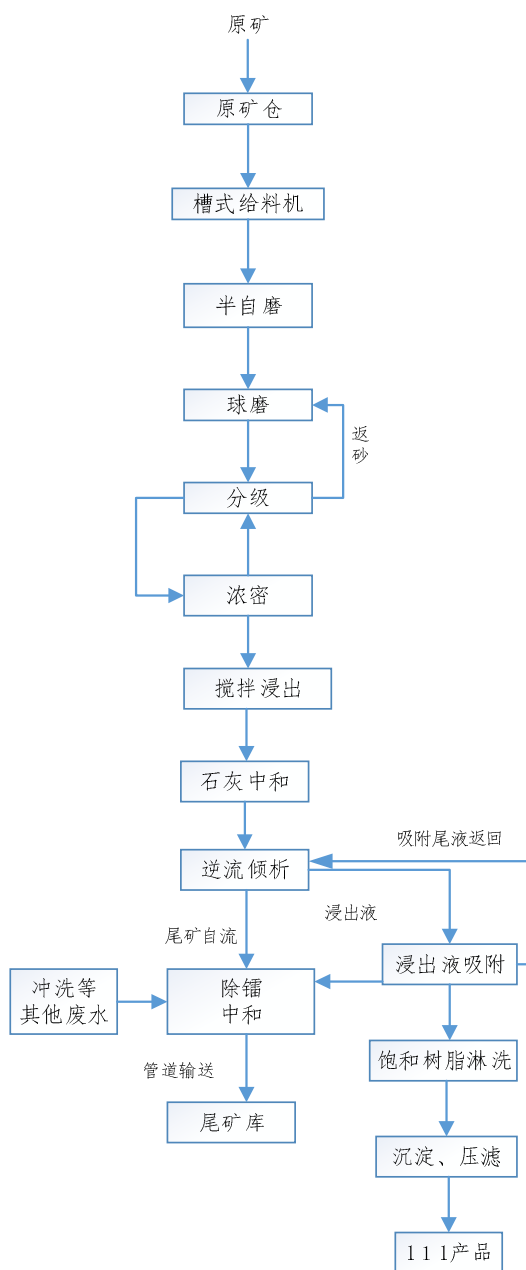 原矿
原矿仓
槽式给料机
半自磨
球磨
返
砂
分级
浓密
搅拌浸出
石灰中和
吸附尾液返回
逆流倾析
浸出液
尾矿自流
浸出液吸附
冲洗等
其他废水
除镭
中和
饱和树脂淋洗
管道输送
尾矿库
沉淀、压滤
111产品